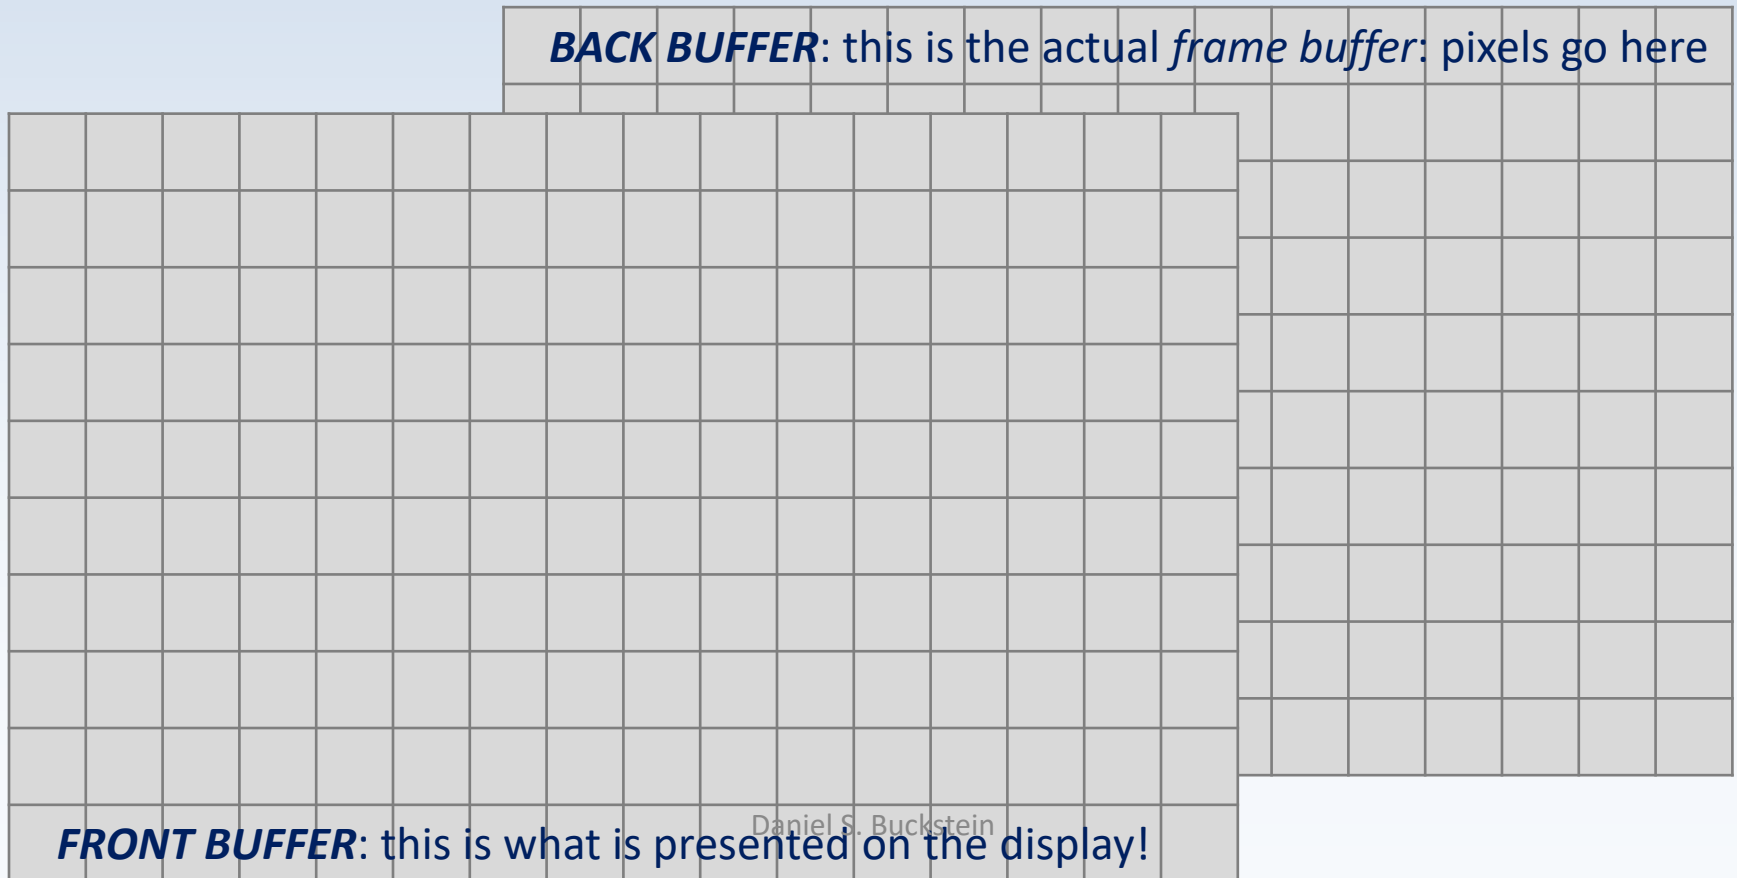 BACK BUFFER: this is the actual frame buffer: pixels go here
Daniel S. Buckstein
FRONT BUFFER: this is what is presented on the display!